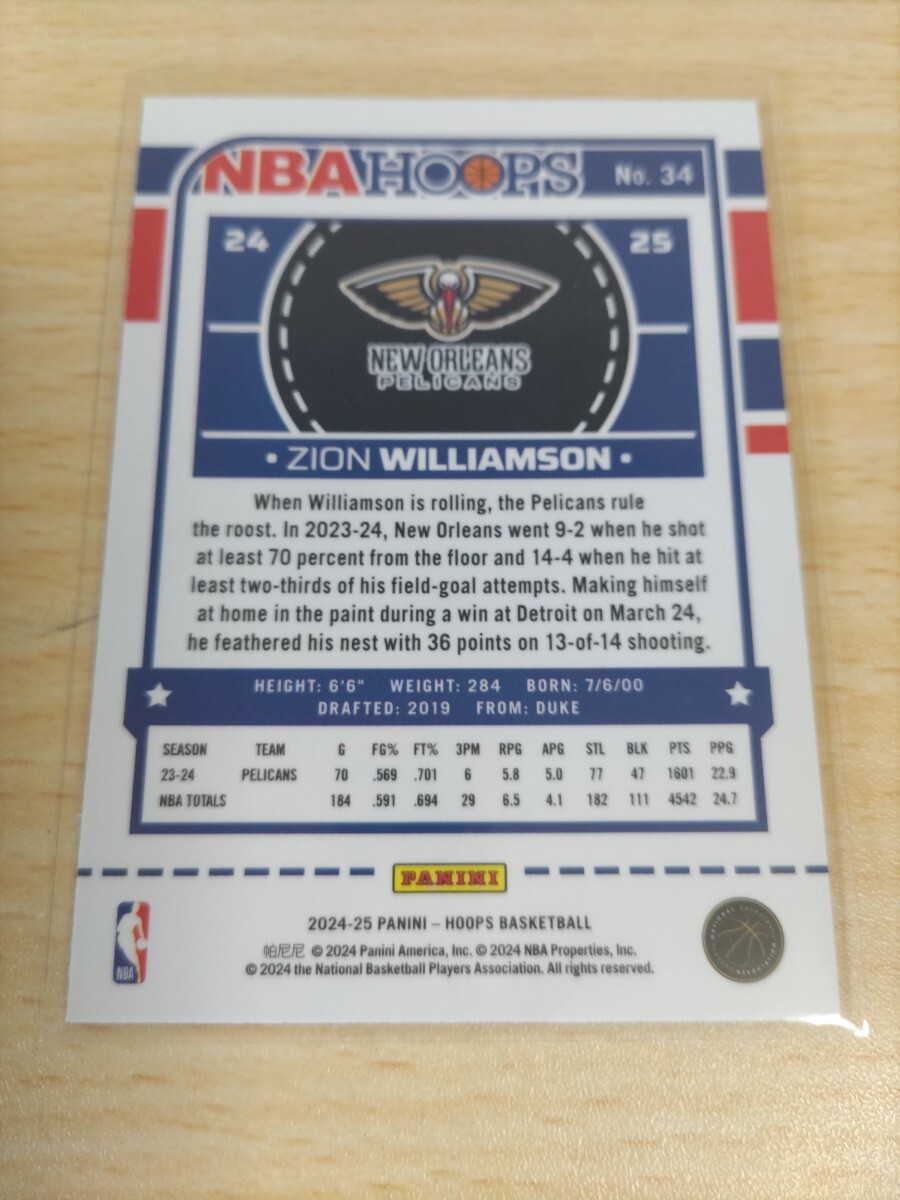 NBA HOOPS No. 34
24 25
NEW ORLEANS
PELICANS
• ZION WILLIAMSON •
When Williamson is rolling, the Pelicans rule
the roost. In 2023-24, New Orleans went 9-2 when he shot
at least 70 percent from the floor and 14-4 when he hit at
least two-thirds of his field-goal attempts. Making himself
at home in the paint during a win at Detroit on March 24,
he feathered his nest with 36 points on 13-of-14 shooting.
HEIGHT: 6'6" WEIGHT: 284 BORN: 7/6/00
DRAFTED: 2019 FROM: DUKE
SEASON TEAM G FG% FT% 3PM RPG APG STL BLK PTS PPG
23-24 PELICANS 70 .569 .701 6 5.8 5.0 77 47 1601 22.9
NBA TOTALS 184 .591 .694 29 6.5 4.1 182 111 4542 24.7
PANINI
2024-25 PANINI – HOOPS BASKETBALL
帕尼尼 © 2024 Panini America, Inc. © 2024 NBA Properties, Inc.
© 2024 the National Basketball Players Association. All rights reserved.
NBA